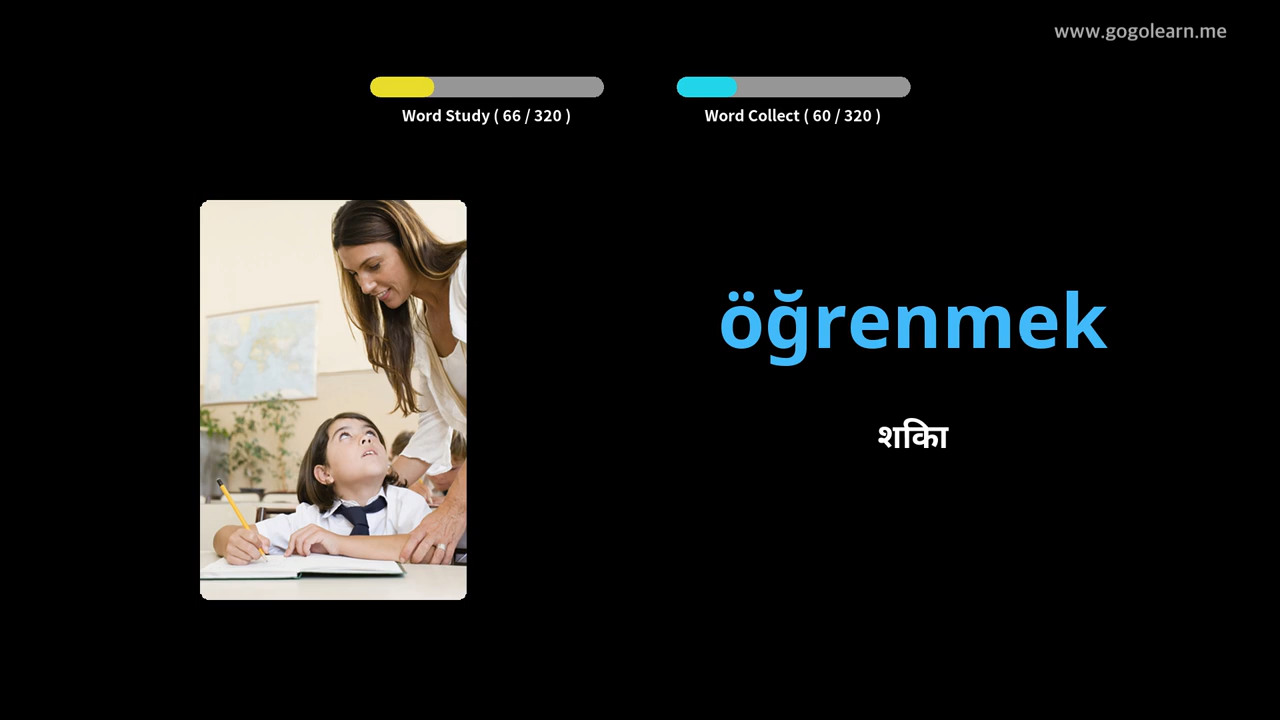 www.gogolearn.me
Word Study ( 66 / 320 )
Word Collect ( 60 / 320 )
öğrenmek
शकिा